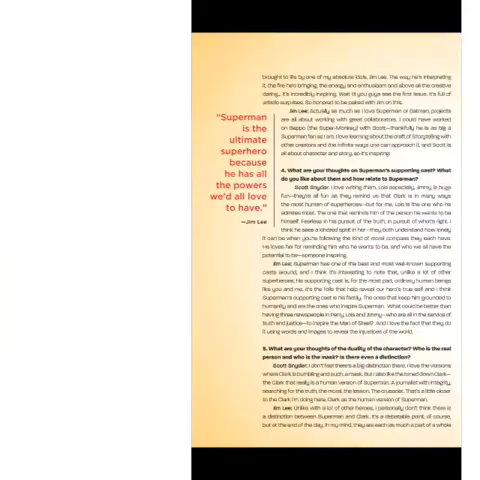 brought to life by one of my absolute idols, Jim Lee. The way he's interpreting
it, the fire he's bringing, the energy and enthusiasm and above all the creative
daring... it's incredibly inspiring. Wait til you guys see the first issue. It's full of
artistic surprises. So honored to be paired with Jim on this.
Jim Lee: Actually as much as I love Superman or Batman, projects
are all about working with great collaborators. I could have worked
on Beppo (the Super-Monkey) with Scott—thankfully he is as big a
Superman fan as I am. I love learning about the craft of storytelling with
other creators and the infinite ways one can approach it, and Scott is
all about character and story, so it's inspiring.
"Superman
is the
ultimate
superhero
because
he has all
the powers
we'd all love
to have."
—Jim Lee
4. What are your thoughts on Superman's supporting cast? What
do you like about them and how relate to Superman?
Scott Snyder: I love writing them. Lois especially, Jimmy is huge
fun—they're all fun as they remind us that Clark is in many ways
the most human of superheroes—but for me, Lois is the one who he
admires most. The one that reminds him of the person he wants to be
himself. Fearless in his pursuit of the truth, in pursuit of what's right. I
think he sees a kindred spirit in her—they both understand how lonely
it can be when you're following the kind of moral compass they each have.
He loves her for reminding him who he wants to be, and who we all have the
potential to be—someone inspiring.
Jim Lee: Superman has one of the best and most well-known supporting
casts around, and I think it's interesting to note that, unlike a lot of other
superheroes, his supporting cast is, for the most part, ordinary human beings
like you and me. It's the folks that help reveal our hero's true self and I think
Superman's supporting cast is his family. The ones that keep him grounded to
humanity and are the ones who inspire Superman. What could be better than
having three newspeople in Perry, Lois and Jimmy—who are all in the service of
truth and justice—to inspire the Man of Steel? And I love the fact that they do
it using words and images to reveal the injustices of the world.
5. What are your thoughts of the duality of the character? Who is the real
person and who is the mask? Is there even a distinction?
Scott Snyder: I don't feel there's a big distinction there. I love the versions
where Clark is bumbling and such, a mask. But I also like the toned down Clark—
the Clark that really is a human version of Superman. A journalist with integrity,
searching for the truth, the moral, the lesson. The crusader. That's a little closer
to the Clark I'm doing here. Clark as the human version of Superman.
Jim Lee: Unlike with a lot of other heroes, I personally don't think there is
a distinction between Superman and Clark. It's a debatable point, of course,
but at the end of the day, in my mind, they are each as much a part of a whole